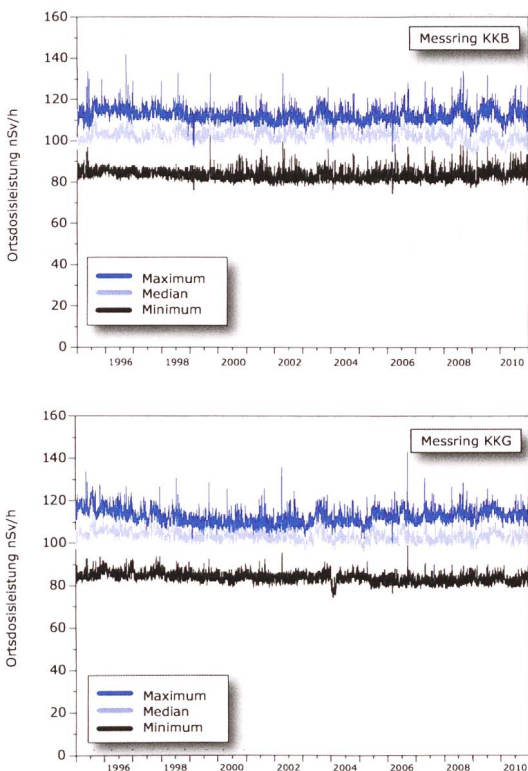 160
140
120
100
80
60
40
20
0
Ortsdosisleistung nSv/h
Messring KKB
Maximum
Median
Minimum
1996 1998 2000 2002 2004 2006 2008 2010
160
140
120
100
80
60
40
20
0
Ortsdosisleistung nSv/h
Messring KKG
Maximum
Median
Minimum
1996 1998 2000 2002 2004 2006 2008 2010